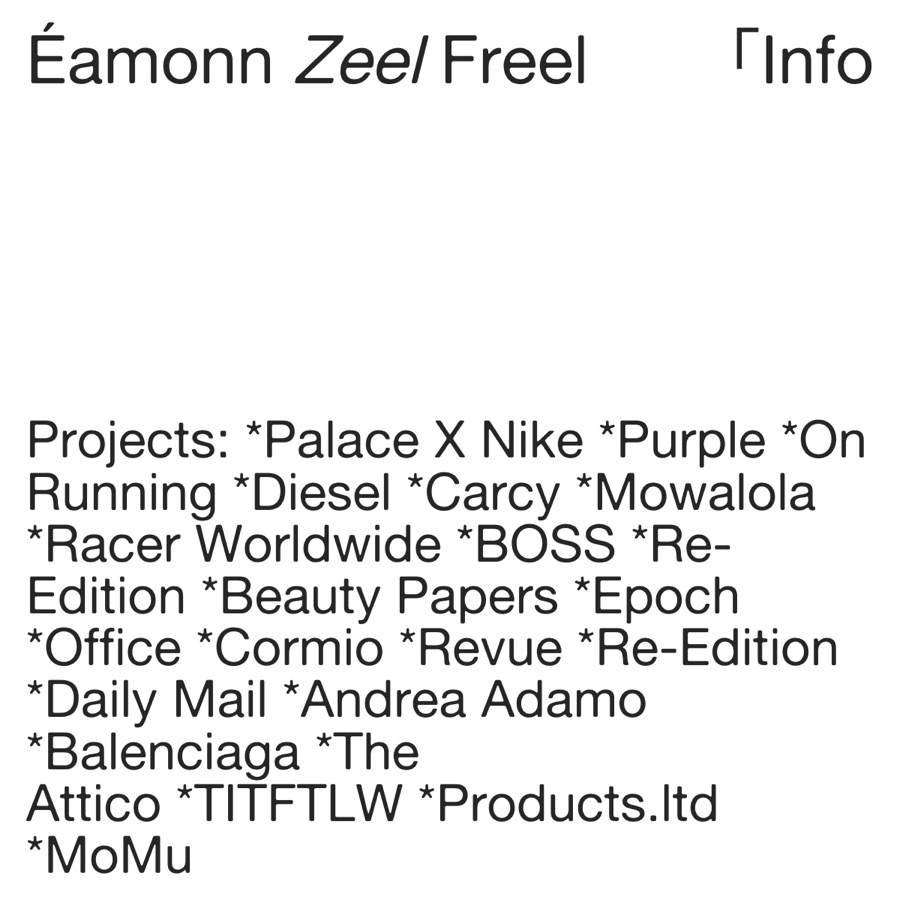 Éamonn Zeel Freel 「Info
Projects: *Palace X Nike *Purple *On
Running *Diesel *Carcy *Mowalola
*Racer Worldwide *BOSS *Re-
Edition *Beauty Papers *Epoch
*Office *Cormio *Revue *Re-Edition
*Daily Mail *Andrea Adamo
*Balenciaga *The
Attico *TITFTLW *Products.ltd
*MoMu